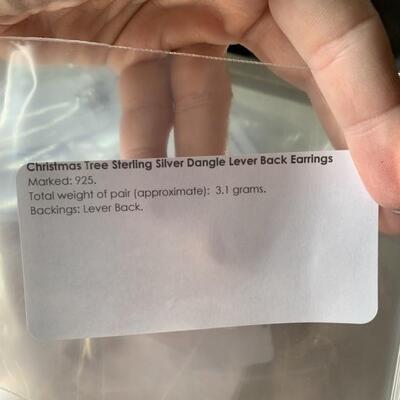 Christmas Tree Sterling Silver Dangle Lever Back Earrings
Marked: 925.
Total weight of pair (approximate): 3.1 grams.
Backings: Lever Back.